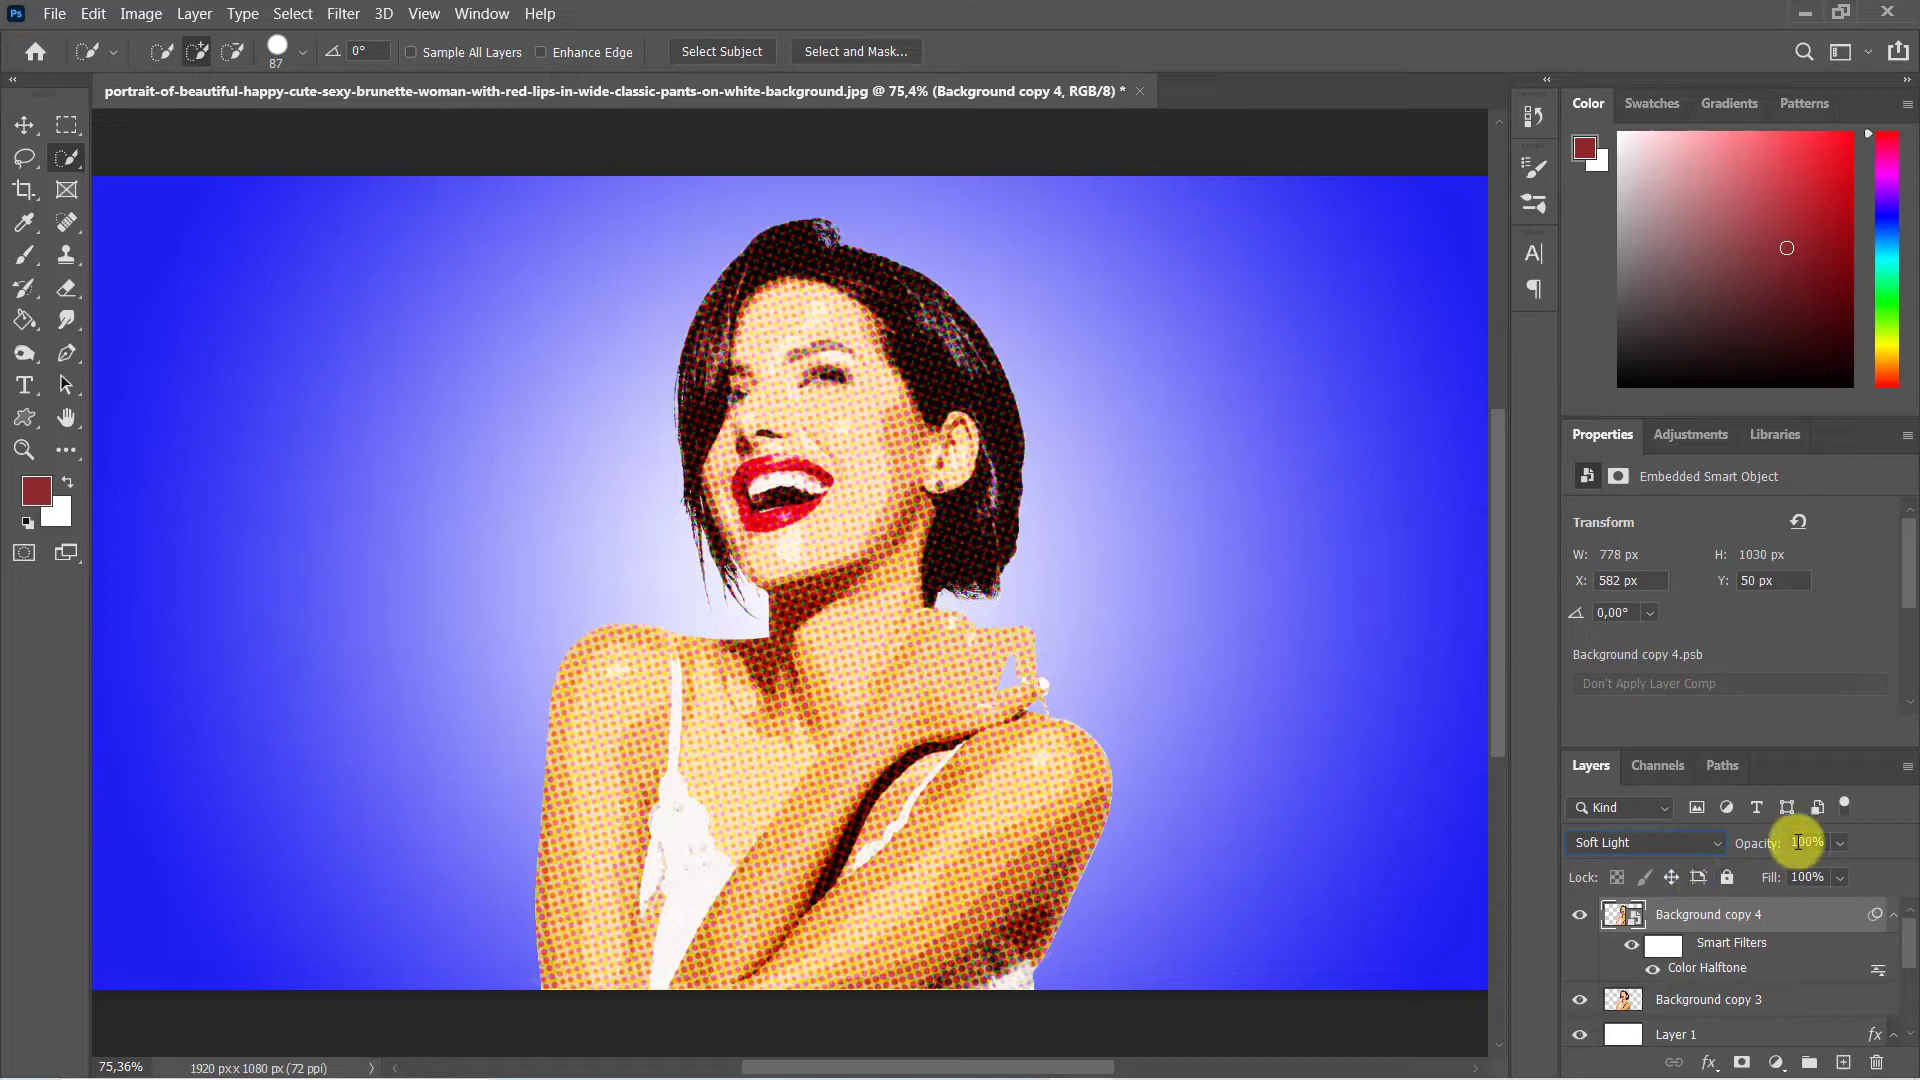 Ps File Edit Image Layer Type Select Filter 3D View Window Help
87 0° Sample All Layers Enhance Edge Select Subject Select and Mask...
portrait-of-beautiful-happy-cute-sexy-brunette-woman-with-red-lips-in-wide-classic-pants-on-white-background.jpg @ 75,4% (Background copy 4, RGB/8) *
Color Swatches Gradients Patterns
Properties Adjustments Libraries
Embedded Smart Object
Transform
W: 778 px H: 1030 px
X: 582 px Y: 50 px
0,00°
Background copy 4.psb
Don't Apply Layer Comp
Layers Channels Paths
Kind
Soft Light Opacity: 100%
Lock: Fill: 100%
Background copy 4
Smart Filters
Color Halftone
Background copy 3
Layer 1 fx
fx
75,36% 1920 px x 1080 px (72 ppi)